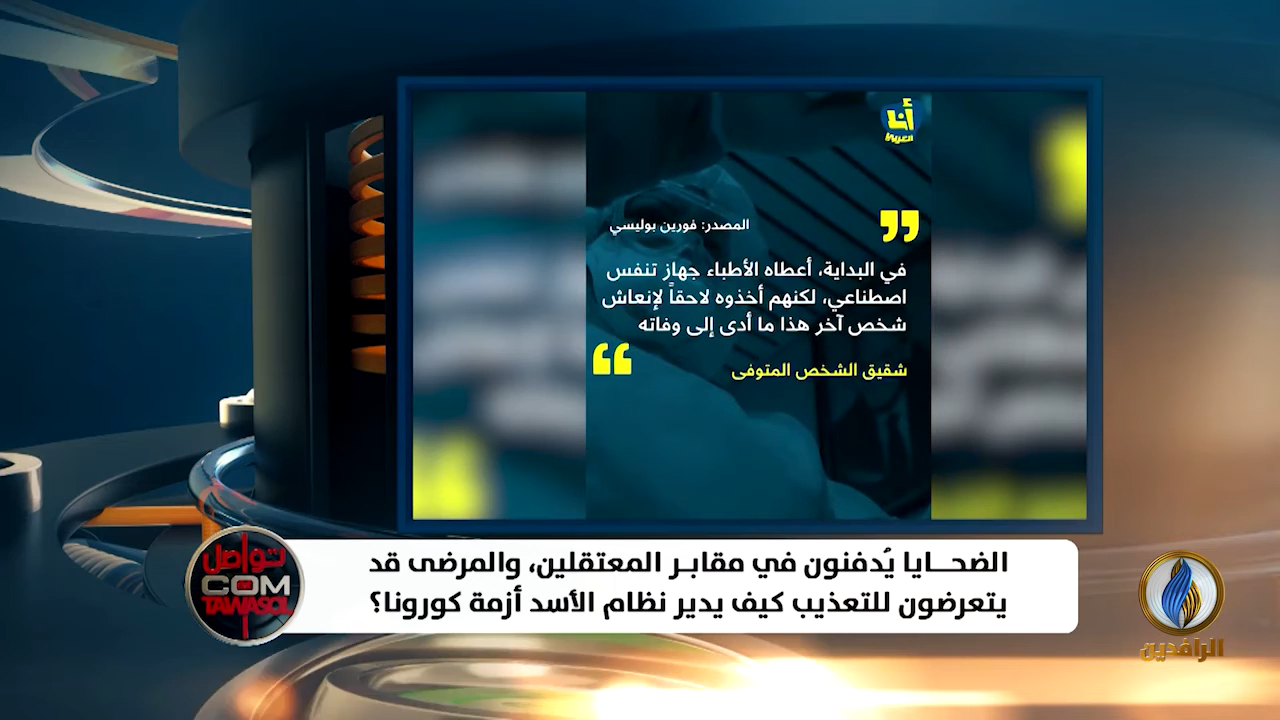 أنا
العربي
المصدر: فورين بوليسي
في البداية، أعطاه الأطباء جهاز تنفس
اصطناعي، لكنهم أخذوه لاحقاً لإنعاش
شخص آخر هذا ما أدى إلى وفاته
شقيق الشخص المتوفى
الضحـــايا يُدفنون في مقابر المعتقلين، والمرضى قد
يتعرضون للتعذيب كيف يدير نظام الأسد أزمة كورونا؟
تواصل
COM
TAWASOL
الرافدين